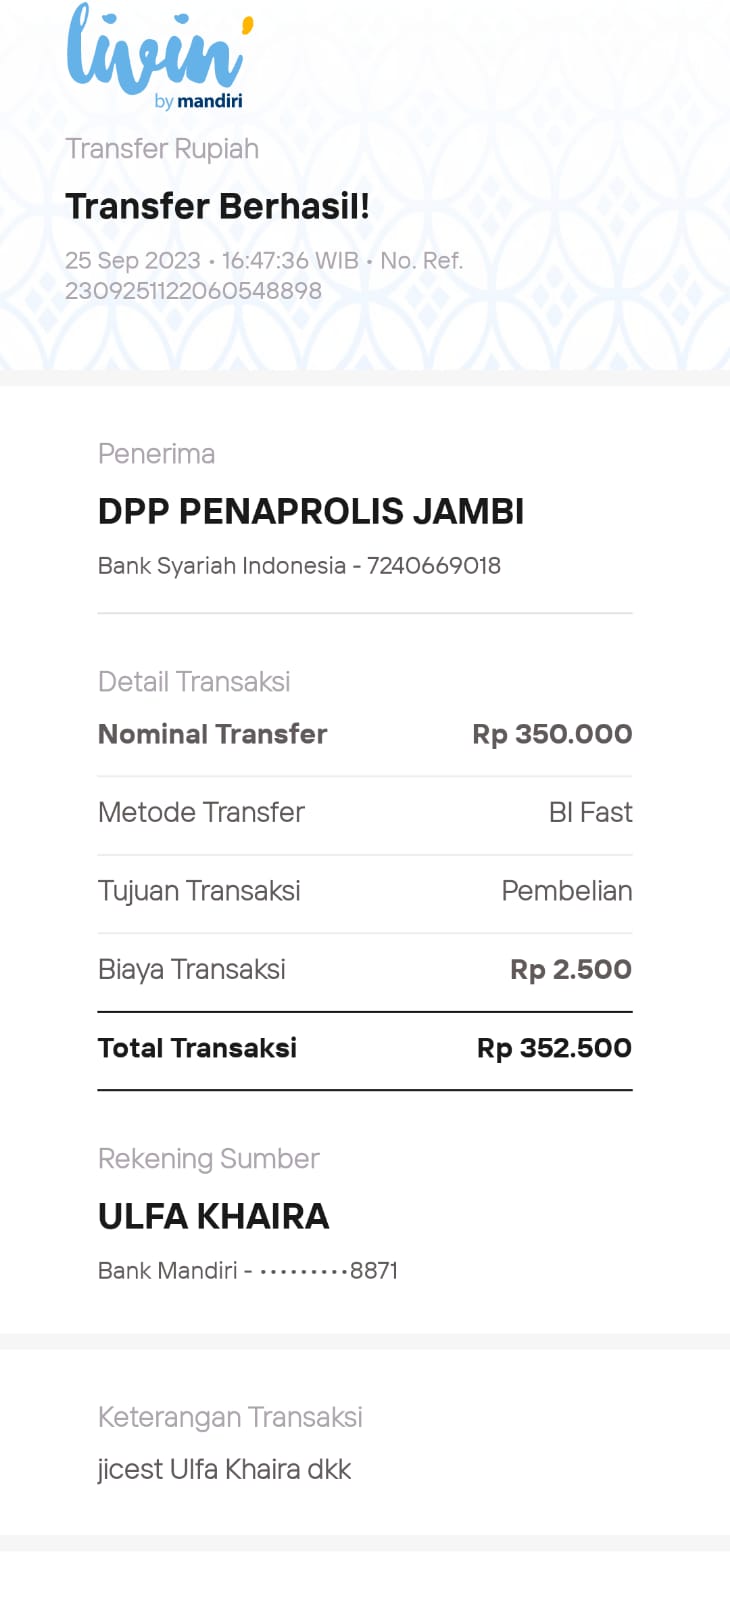 livin'
by mandiri
Transfer Rupiah
Transfer Berhasil!
25 Sep 2023 • 16:47:36 WIB • No. Ref.
2309251122060548898
Penerima
DPP PENAPROLIS JAMBI
Bank Syariah Indonesia - 7240669018
Detail Transaksi
Nominal Transfer Rp 350.000
Metode Transfer BI Fast
Tujuan Transaksi Pembelian
Biaya Transaksi Rp 2.500
Total Transaksi Rp 352.500
Rekening Sumber
ULFA KHAIRA
Bank Mandiri - •••••••••8871
Keterangan Transaksi
jicest Ulfa Khaira dkk